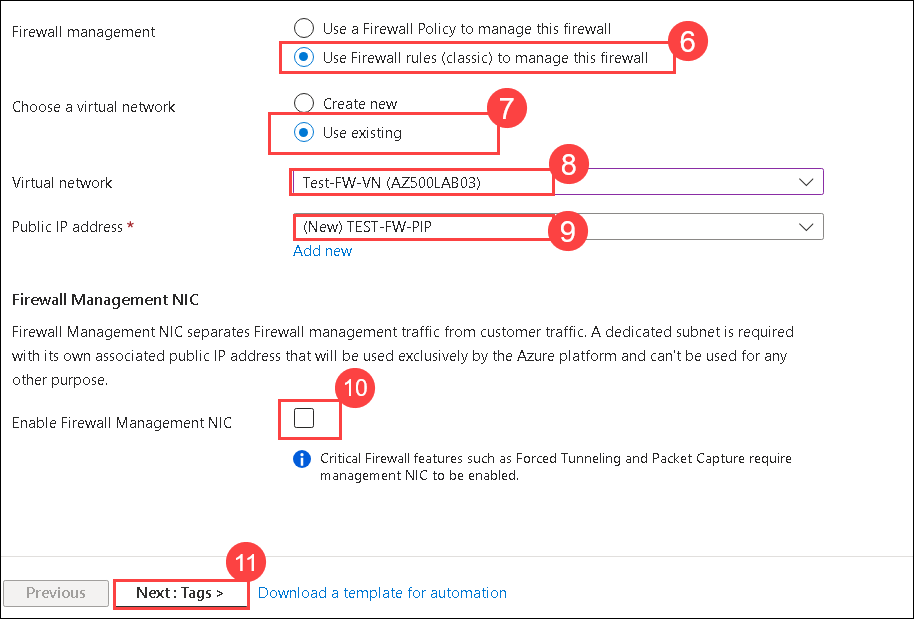 Firewall management
Use a Firewall Policy to manage this firewall
6
Use Firewall rules (classic) to manage this firewall
Choose a virtual network
Create new
7
Use existing
8
Virtual network
Test-FW-VN (AZ500LAB03)
Public IP address *
(New) TEST-FW-PIP
9
Add new
Firewall Management NIC
Firewall Management NIC separates Firewall management traffic from customer traffic. A dedicated subnet is required
with its own associated public IP address that will be used exclusively by the Azure platform and can't be used for any
other purpose.
10
Enable Firewall Management NIC
Critical Firewall features such as Forced Tunneling and Packet Capture require
management NIC to be enabled.
11
Previous
Next : Tags >
Download a template for automation